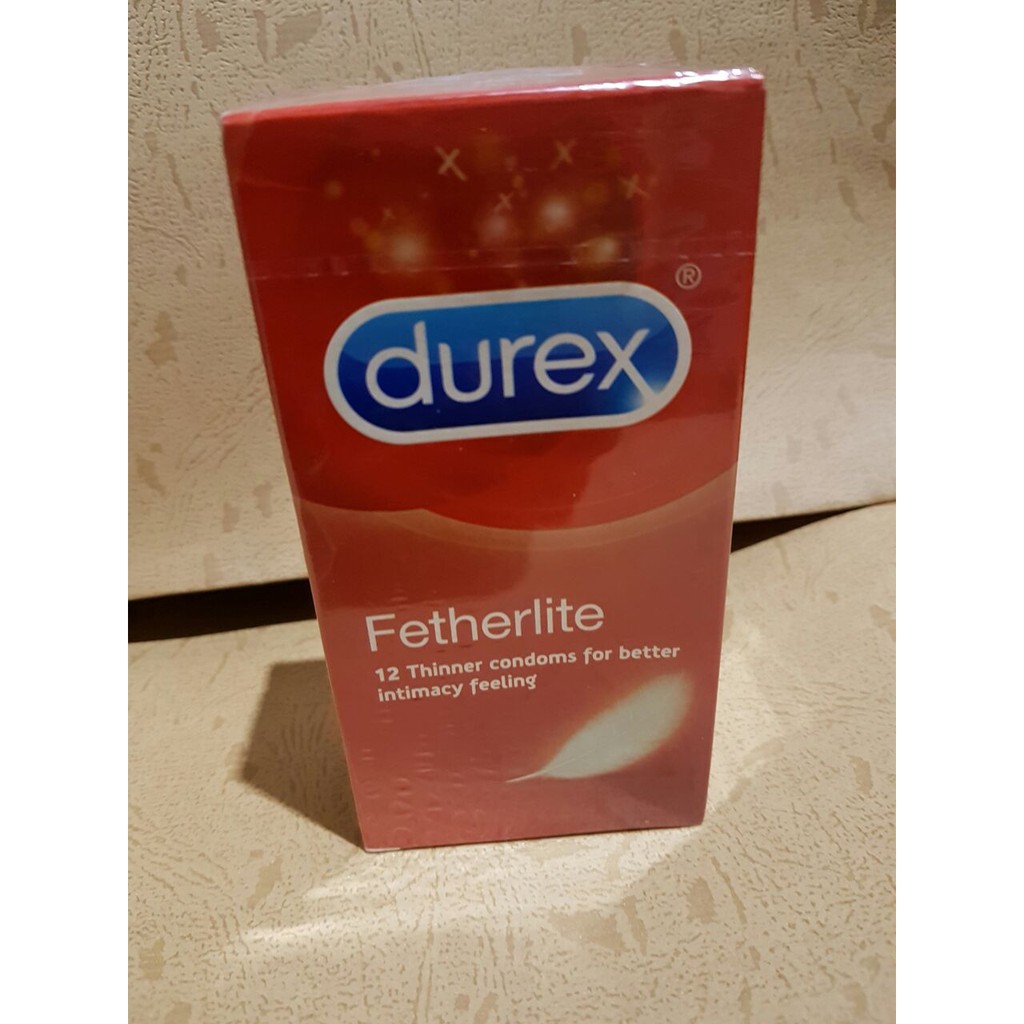 durex®
Fetherlite
12 Thinner condoms for better
intimacy feeling